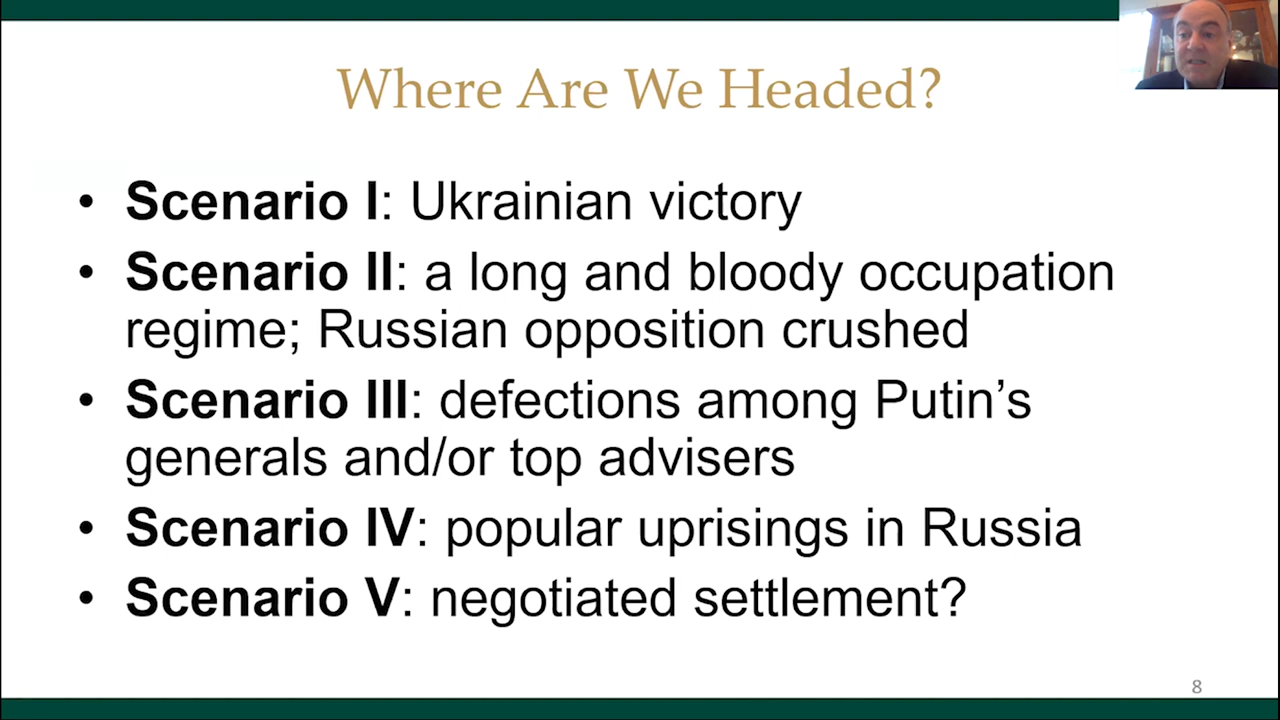 Where Are We Headed?
• Scenario I: Ukrainian victory
• Scenario II: a long and bloody occupation
regime; Russian opposition crushed
• Scenario III: defections among Putin’s
generals and/or top advisers
• Scenario IV: popular uprisings in Russia
• Scenario V: negotiated settlement?
8